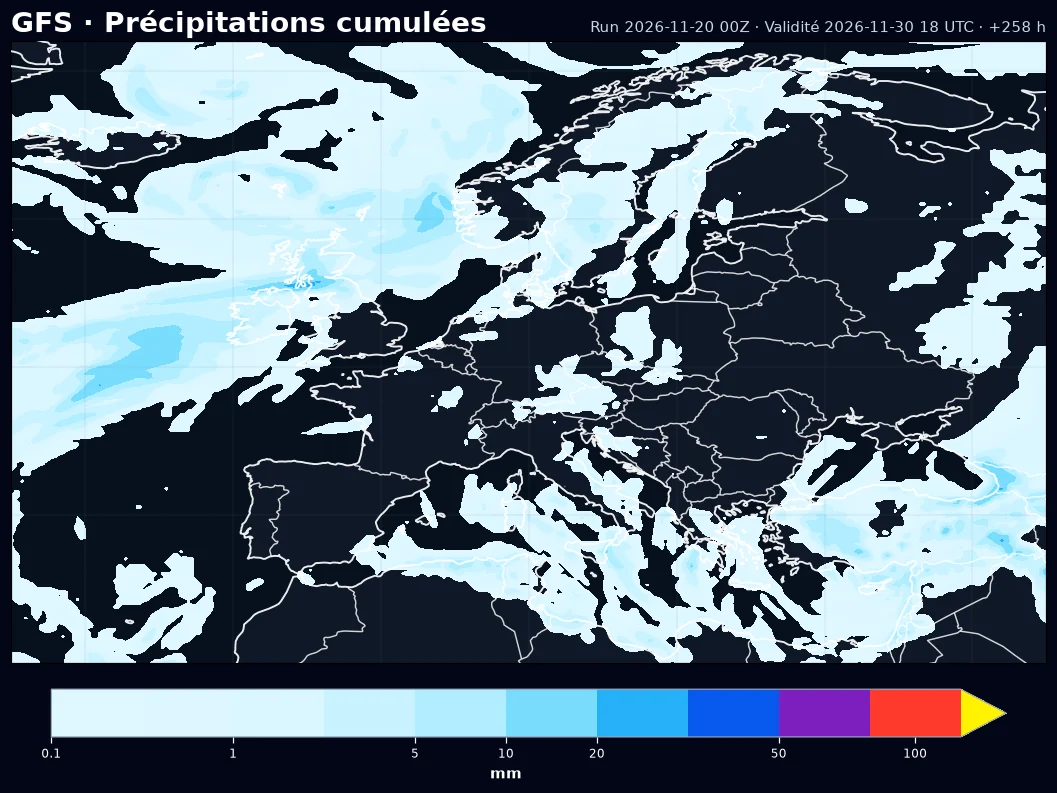 GFS · Précipitations cumulées
Run 2026-11-20 00Z · Validité 2026-11-30 18 UTC · +258 h
0.1 1 5 10 20 50 100
mm